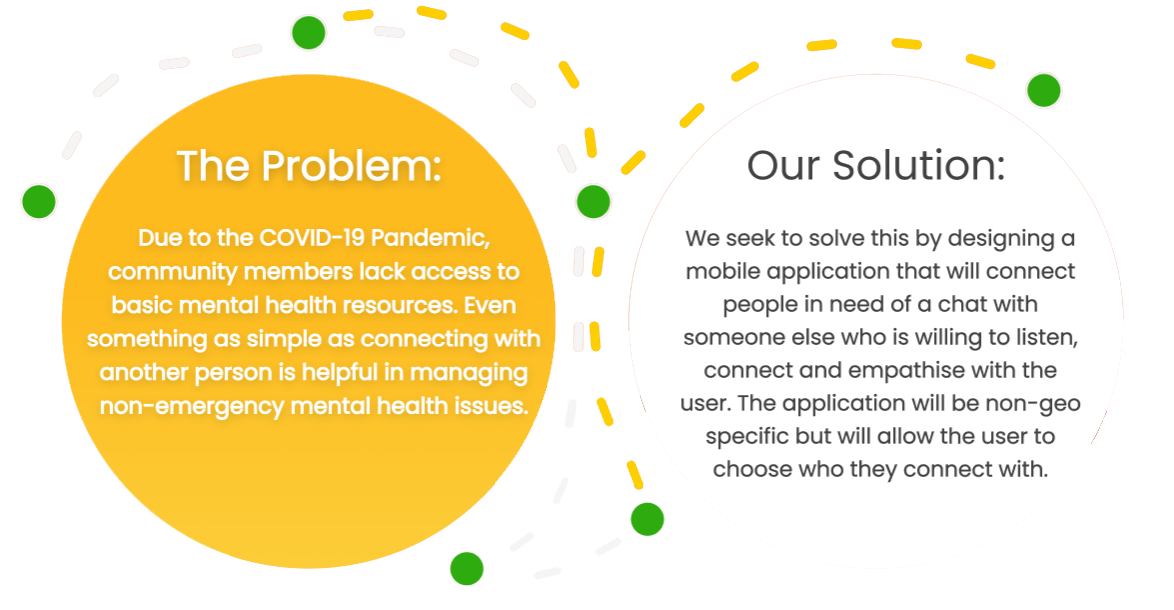 The Problem:
Due to the COVID-19 Pandemic,
community members lack access to
basic mental health resources. Even
something as simple as connecting with
another person is helpful in managing
non-emergency mental health issues.
Our Solution:
We seek to solve this by designing a
mobile application that will connect
people in need of a chat with
someone else who is willing to listen,
connect and empathise with the
user. The application will be non-geo
specific but will allow the user to
choose who they connect with.